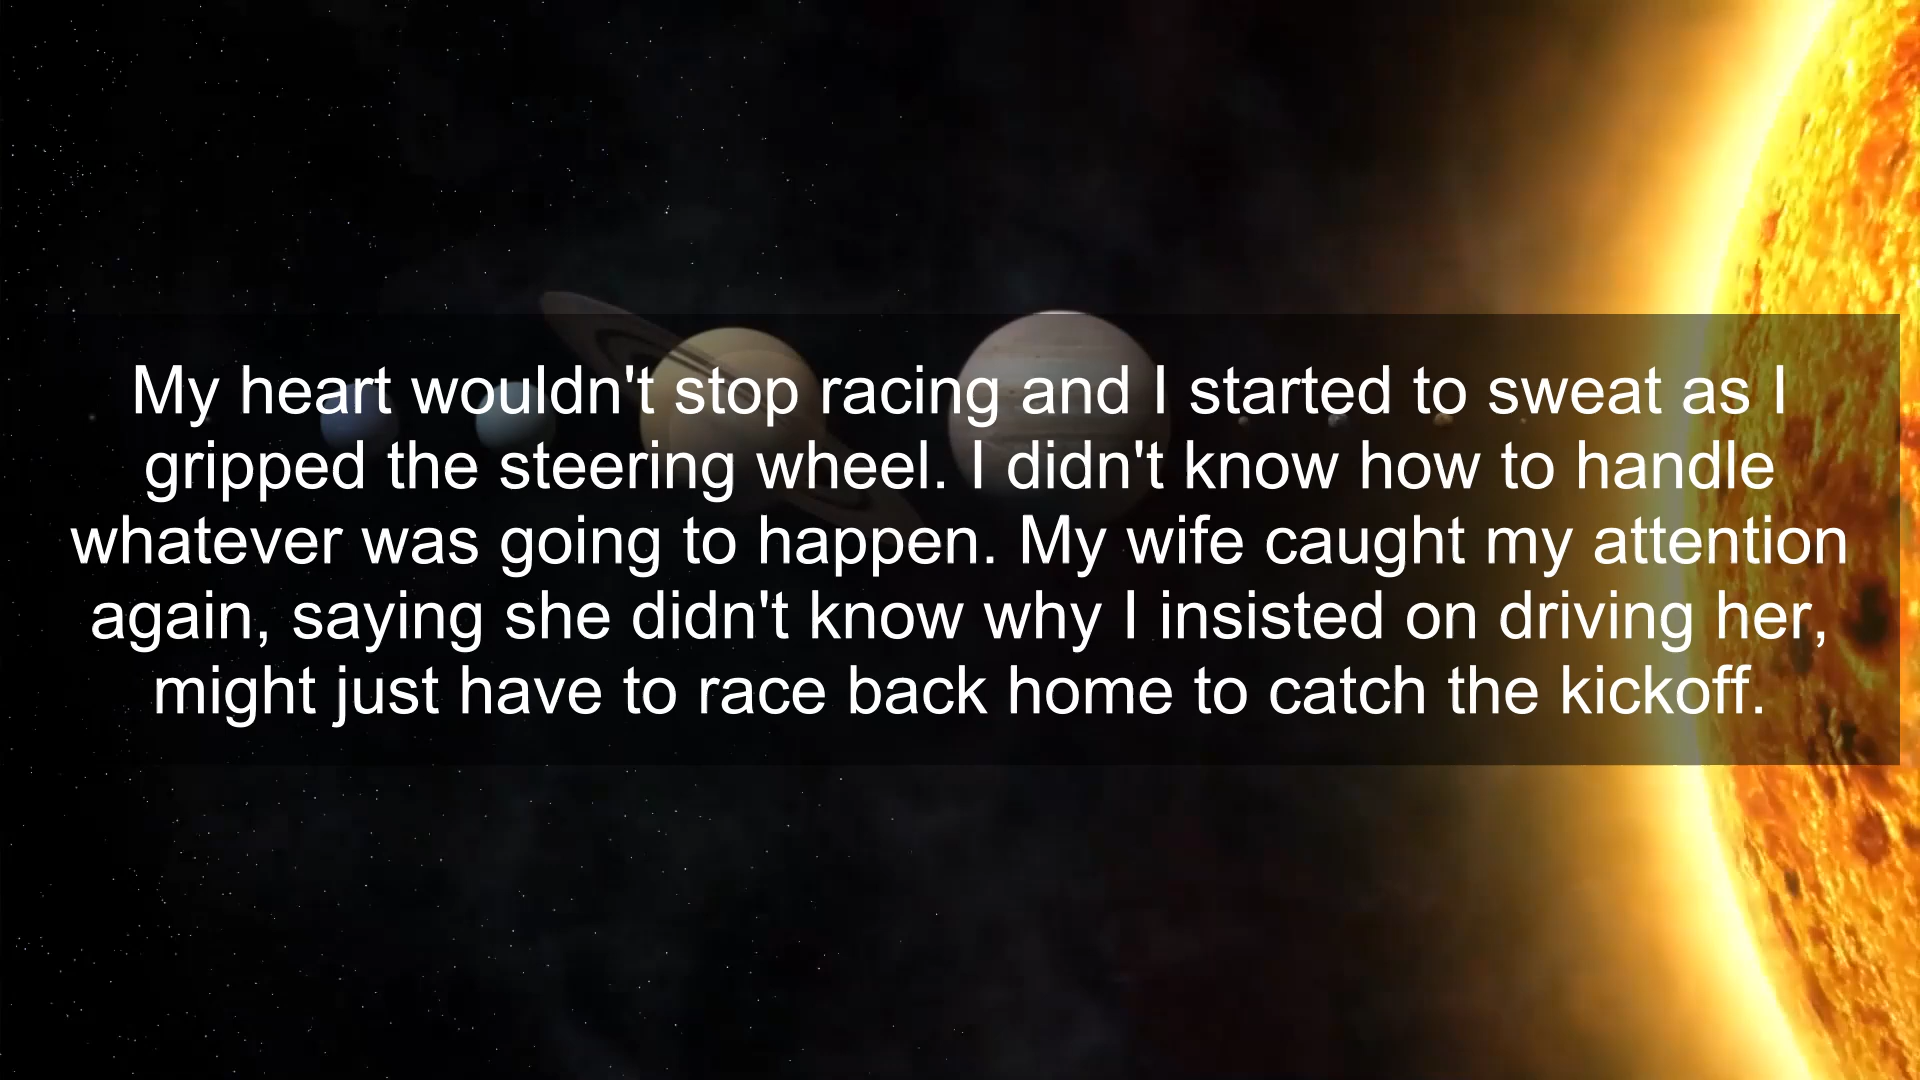 My heart wouldn't stop racing and I started to sweat as I
gripped the steering wheel. I didn't know how to handle
whatever was going to happen. My wife caught my attention
again, saying she didn't know why I insisted on driving her,
might just have to race back home to catch the kickoff.